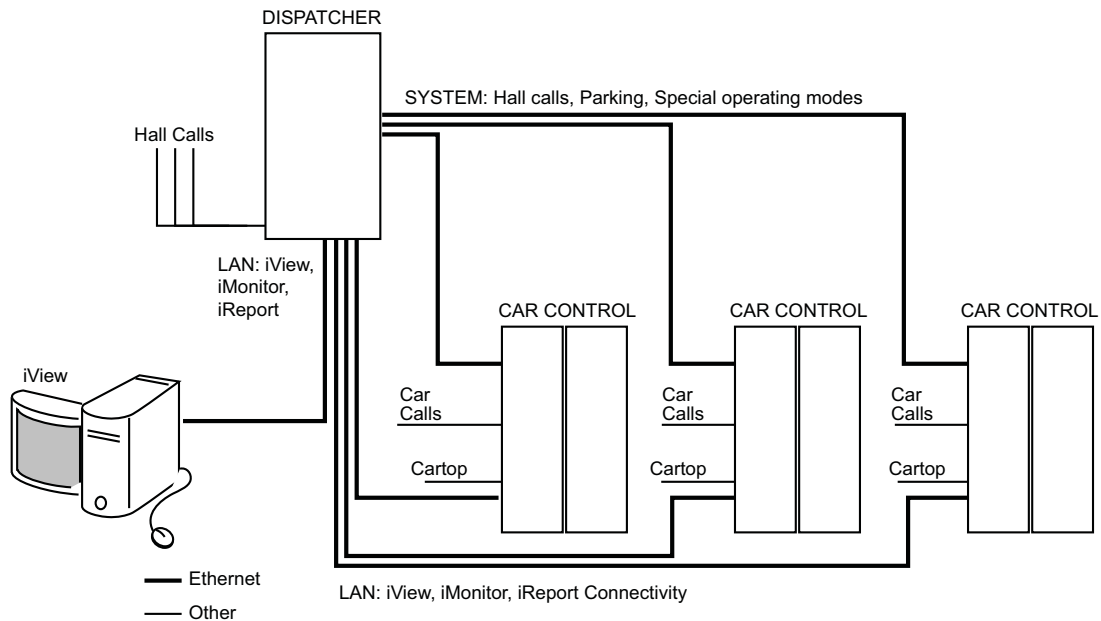 DISPATCHER
SYSTEM: Hall calls, Parking, Special operating modes
Hall Calls
LAN: iView,
iMonitor,
iReport
CAR CONTROL
CAR CONTROL
CAR CONTROL
iView
Car
Calls
Car
Calls
Car
Calls
Cartop
Cartop
Cartop
Ethernet
LAN: iView, iMonitor, iReport Connectivity
Other